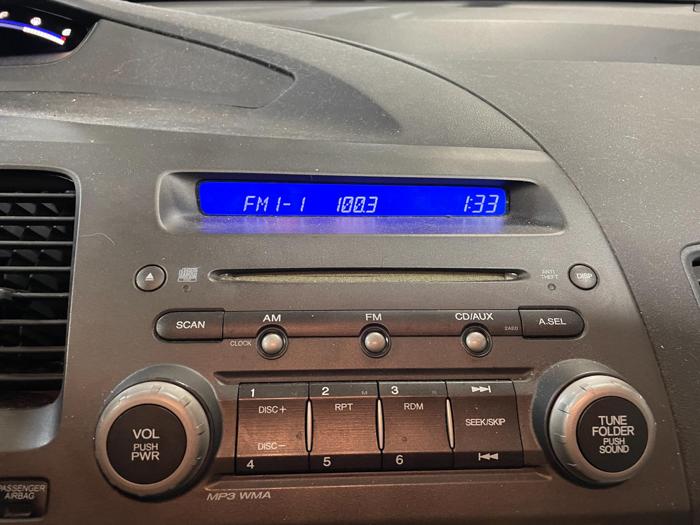 FM1-1 100.3 1:33
ANTI THEFT
DISP
SCAN
AM
FM
CD/AUX
A.SEL
CLOCK
2AE0
1 2 3
DISC+ RPT RDM
SEEK/SKIP
DISC-
4 5 6
VOL
PUSH
PWR
TUNE
FOLDER
PUSH
SOUND
MP3 WMA
PASSENGER
AIRBAG